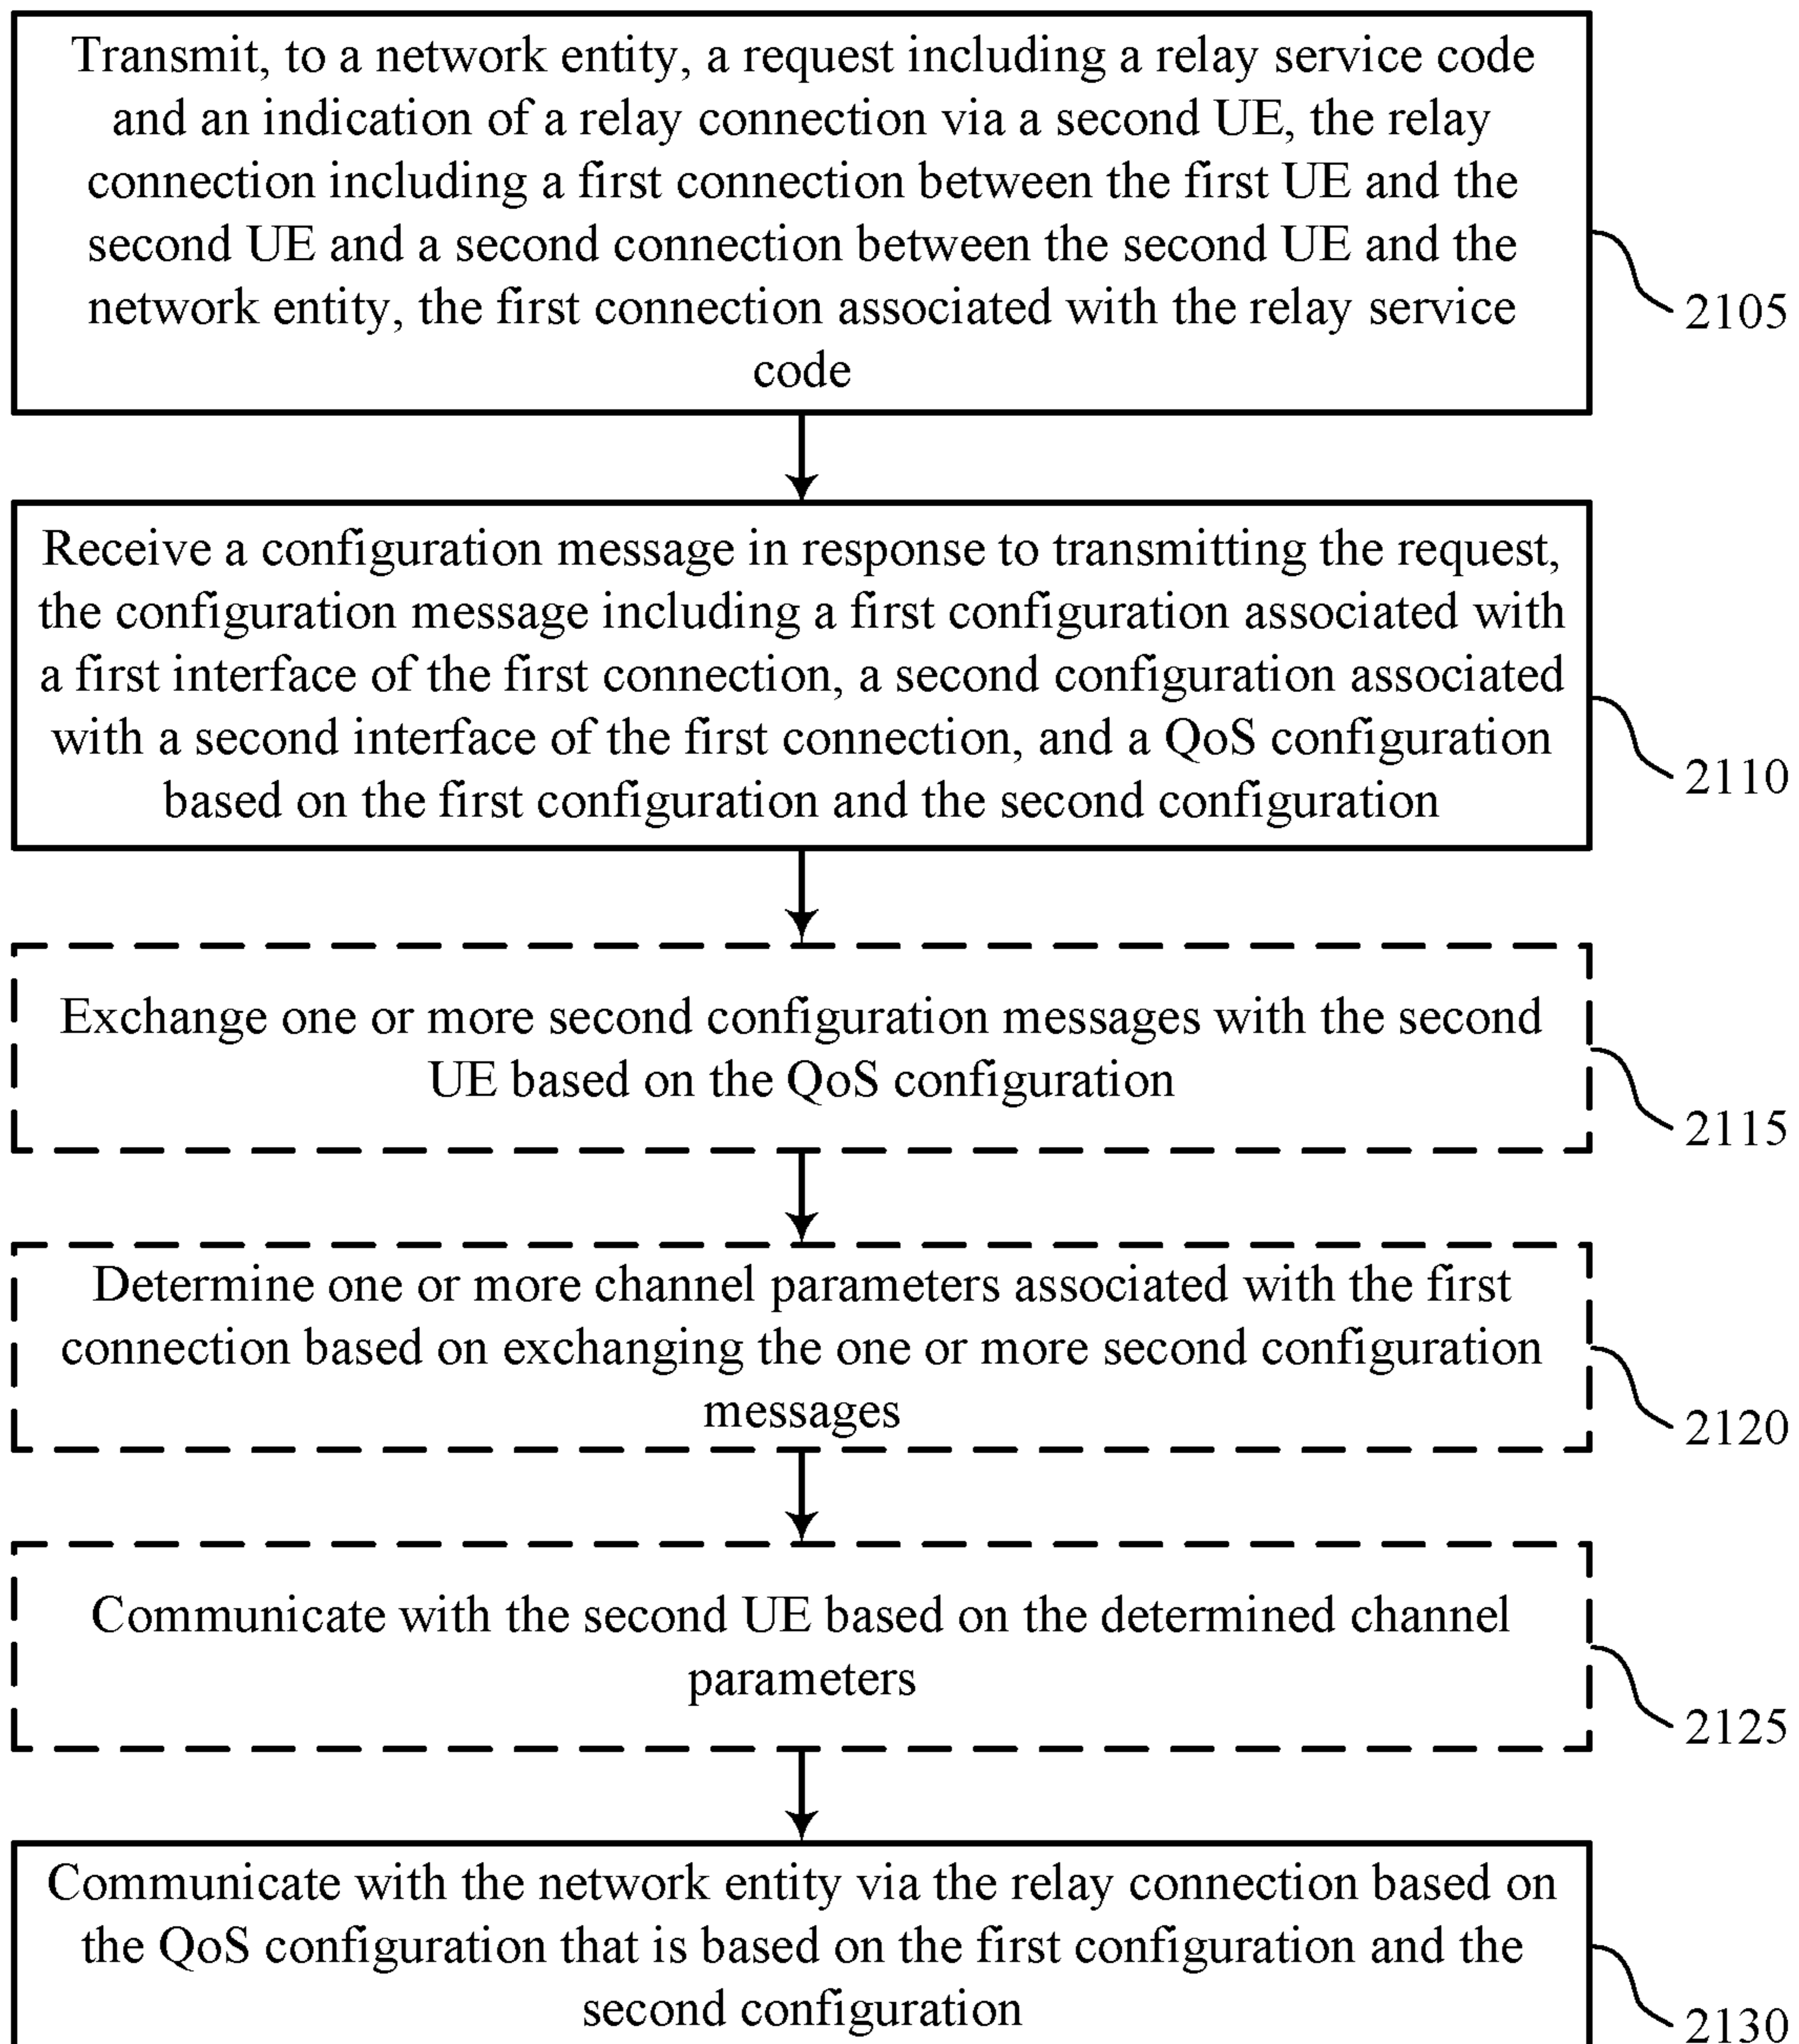 Transmit, to a network entity, a request including a relay service code
and an indication of a relay connection via a second UE, the relay
connection including a first connection between the first UE and the
second UE and a second connection between the second UE and the
network entity, the first connection associated with the relay service
code
2105
Receive a configuration message in response to transmitting the request,
the configuration message including a first configuration associated with
a first interface of the first connection, a second configuration associated
with a second interface of the first connection, and a QoS configuration
based on the first configuration and the second configuration
2110
Exchange one or more second configuration messages with the second
UE based on the QoS configuration
2115
Determine one or more channel parameters associated with the first
connection based on exchanging the one or more second configuration
messages
2120
Communicate with the second UE based on the determined channel
parameters
2125
Communicate with the network entity via the relay connection based on
the QoS configuration that is based on the first configuration and the
second configuration
2130